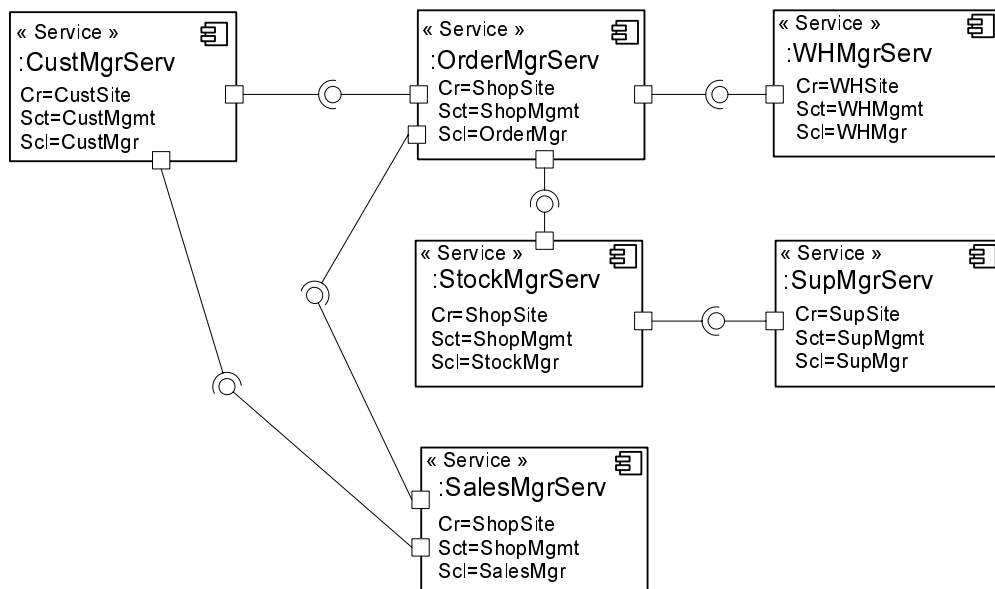 « Service »
:CustMgrServ
Cr=CustSite
Sct=CustMgmt
Scl=CustMgr
« Service »
:OrderMgrServ
Cr=ShopSite
Sct=ShopMgmt
Scl=OrderMgr
« Service »
:WHMgrServ
Cr=WHSite
Sct=WHMgmt
Scl=WHMgr
« Service »
:StockMgrServ
Cr=ShopSite
Sct=ShopMgmt
Scl=StockMgr
« Service »
:SupMgrServ
Cr=SupSite
Sct=SupMgmt
Scl=SupMgr
« Service »
:SalesMgrServ
Cr=ShopSite
Sct=ShopMgmt
Scl=SalesMgr